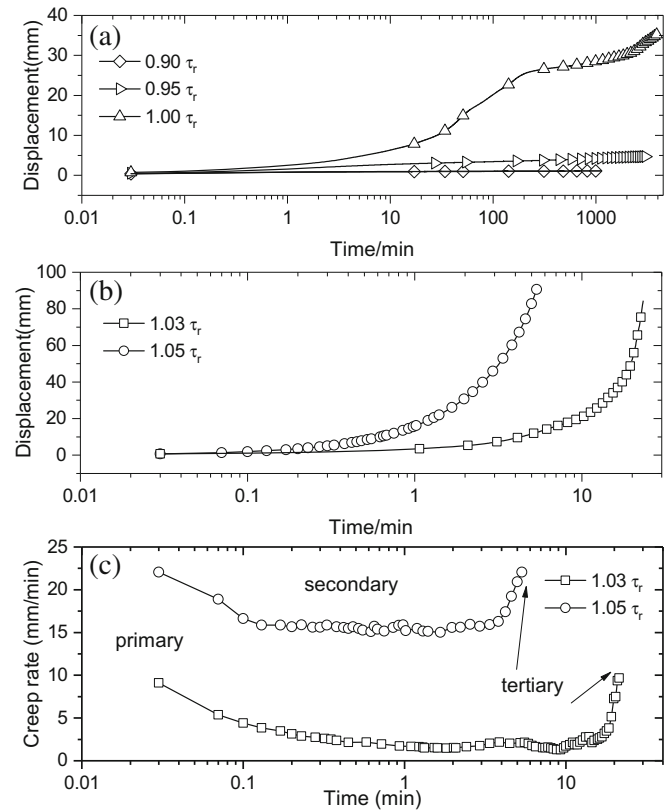 (a)
40
30
20
10
0
Displacement(mm)
0.90 τr
0.95 τr
1.00 τr
0.01 0.1 1 10 100 1000
Time/min
(b)
100
80
60
40
20
0
Displacement(mm)
1.03 τr
1.05 τr
0.01 0.1 1 10
Time/min
(c)
25
20
15
10
5
0
Creep rate (mm/min)
primary
secondary
tertiary
1.03 τr
1.05 τr
0.01 0.1 1 10
Time (min)